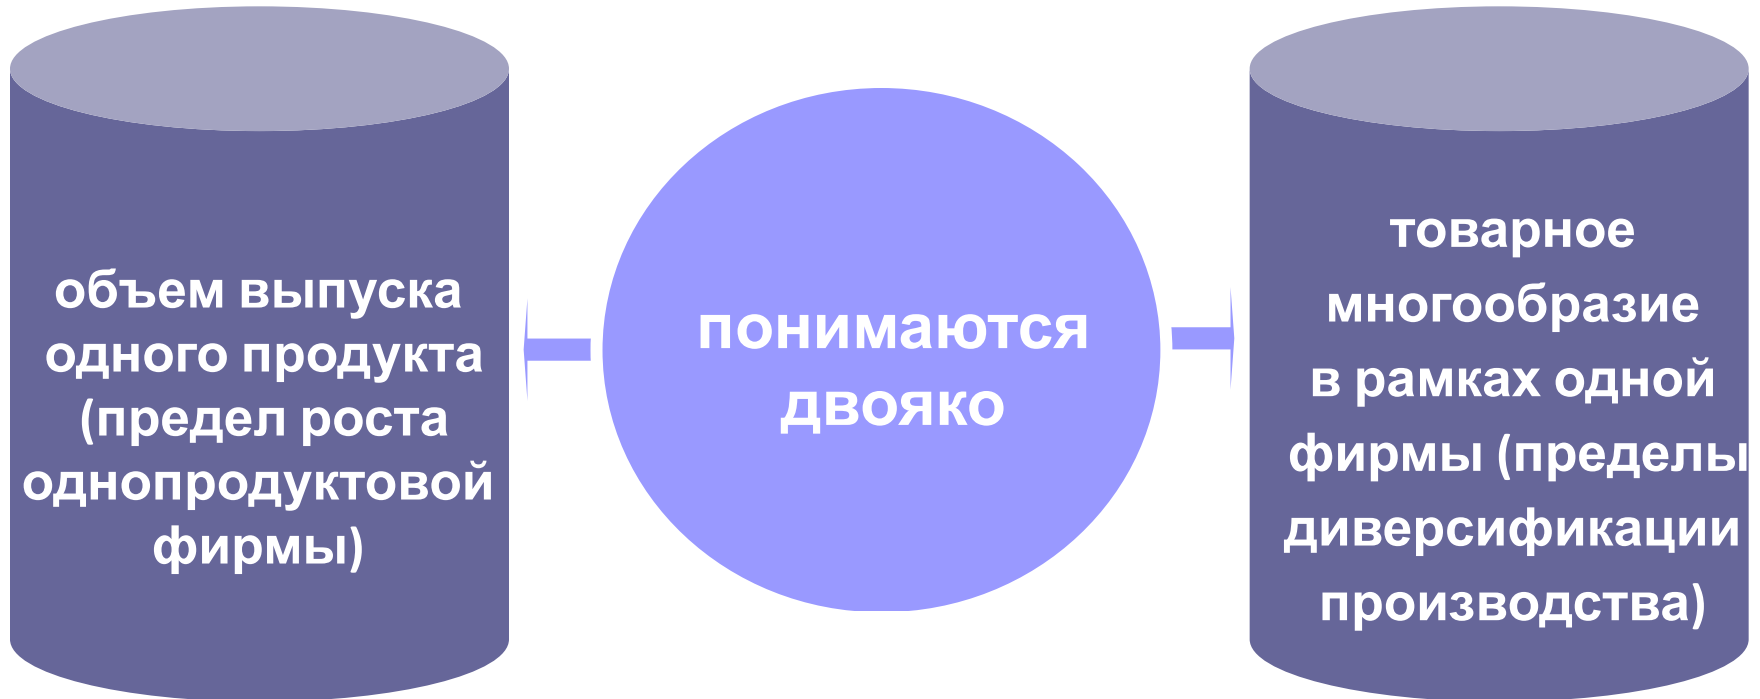 объем выпуска
одного продукта
(предел роста
однопродуктовой
фирмы)
понимаются
двояко
товарное
многообразие
в рамках одной
фирмы (пределы
диверсификации
производства)